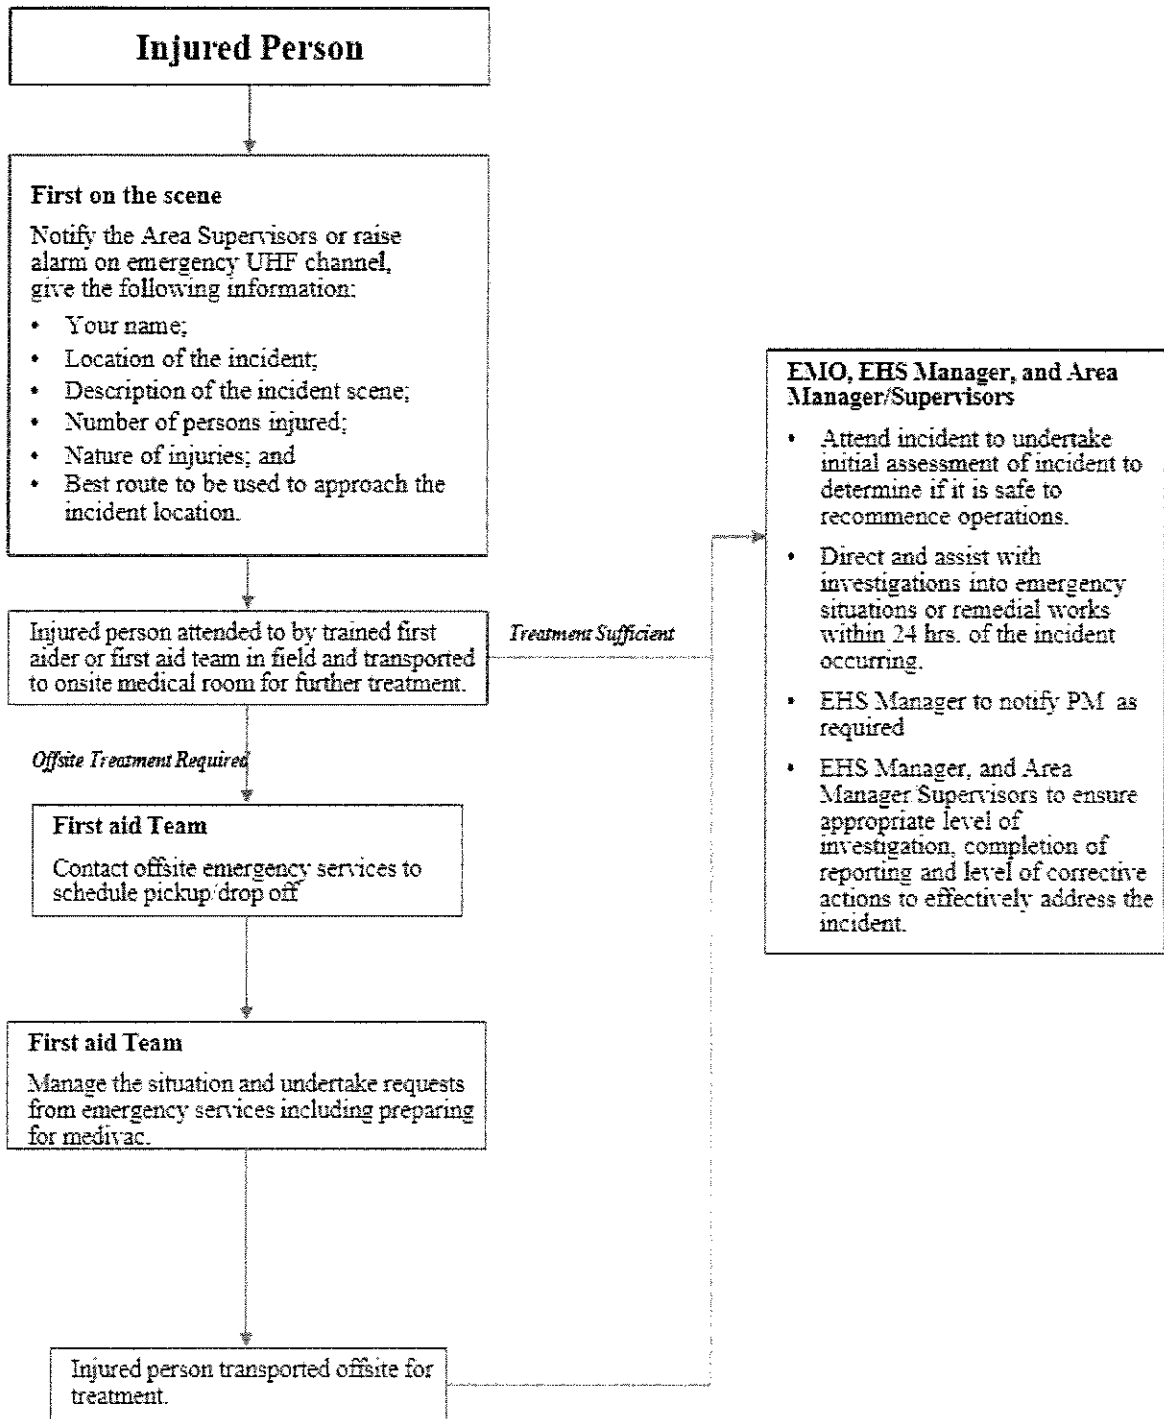 Injured Person
First on the scene
Notify the Area Supervisors or raise
alarm on emergency UHF channel,
give the following information:
• Your name;
• Location of the incident;
• Description of the incident scene;
• Number of persons injured;
• Nature of injuries; and
• Best route to be used to approach the
incident location.
Injured person attended to by trained first
aider or first aid team in field and transported
to onsite medical room for further treatment.
Treatment Sufficient
Offsite Treatment Required
First aid Team
Contact offsite emergency services to
schedule pickup/drop off
First aid Team
Manage the situation and undertake requests
from emergency services including preparing
for medivac.
Injured person transported offsite for
treatment.
EMO, EHS Manager, and Area
Manager/Supervisors
• Attend incident to undertake
initial assessment of incident to
determine if it is safe to
recommence operations.
• Direct and assist with
investigations into emergency
situations or remedial works
within 24 hrs. of the incident
occurring.
• EHS Manager to notify PM as
required
• EHS Manager, and Area
Manager/Supervisors to ensure
appropriate level of
investigation, completion of
reporting and level of corrective
actions to effectively address the
incident.